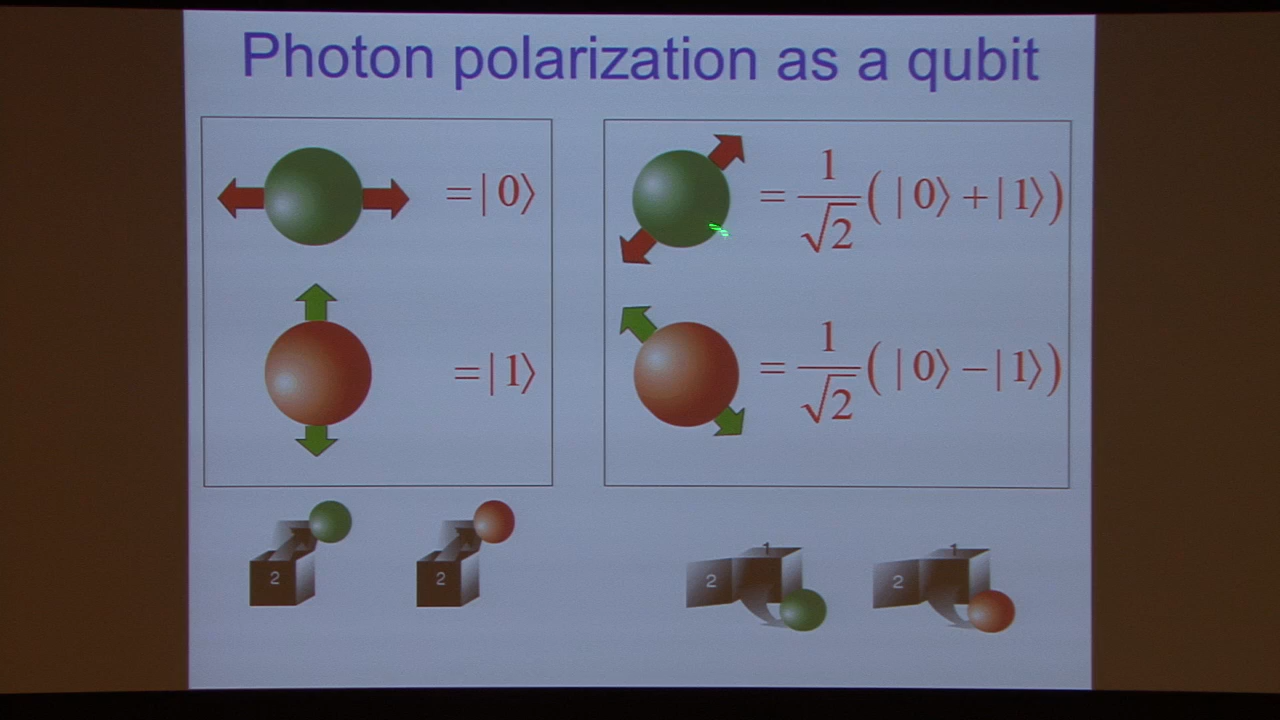 Photon polarization as a qubit
=|0⟩
= 1/√2 ( |0⟩+|1⟩)
=|1⟩
= 1/√2 ( |0⟩−|1⟩)
2
2
1
2
1
2